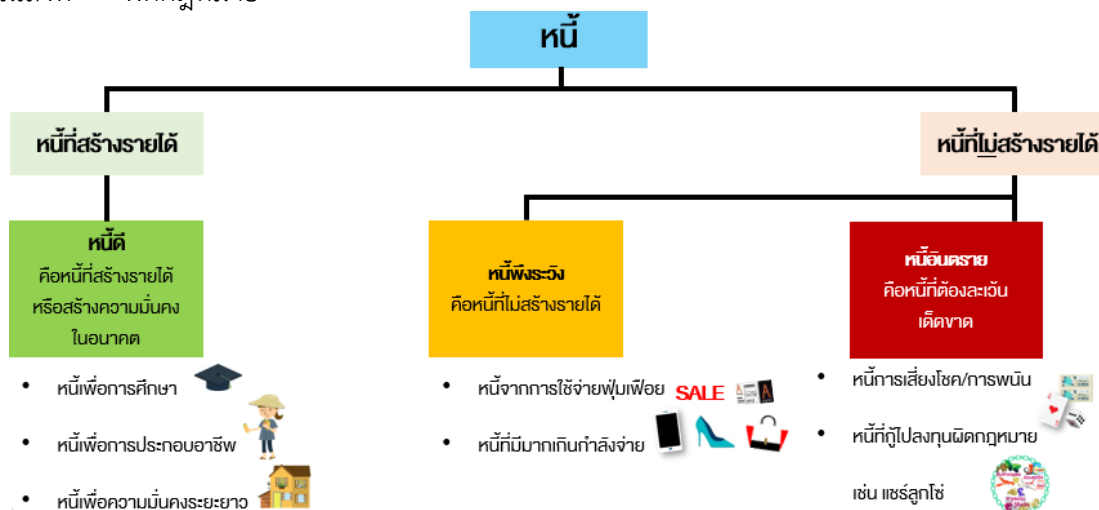 หนี้
หนี้ที่สร้างรายได้
หนี้ที่ไม่สร้างรายได้
หนี้ดี
คือหนี้ที่สร้างรายได้
หรือสร้างความมั่นคง
ในอนาคต
• หนี้เพื่อการศึกษา
• หนี้เพื่อการประกอบอาชีพ
• หนี้เพื่อความมั่นคงระยะยาว
หนี้พึงระวัง
คือหนี้ที่ไม่สร้างรายได้
• หนี้จากการใช้จ่ายฟุ่มเฟือย SALE
• หนี้ที่มีมากเกินกำลังจ่าย
หนี้อันตราย
คือหนี้ที่ต้องละเว้น
เด็ดขาด
• หนี้การเสี่ยงโชค/การพนัน
• หนี้ที่กู้ไปลงทุนผิดกฎหมาย
เช่น แชร์ลูกโซ่